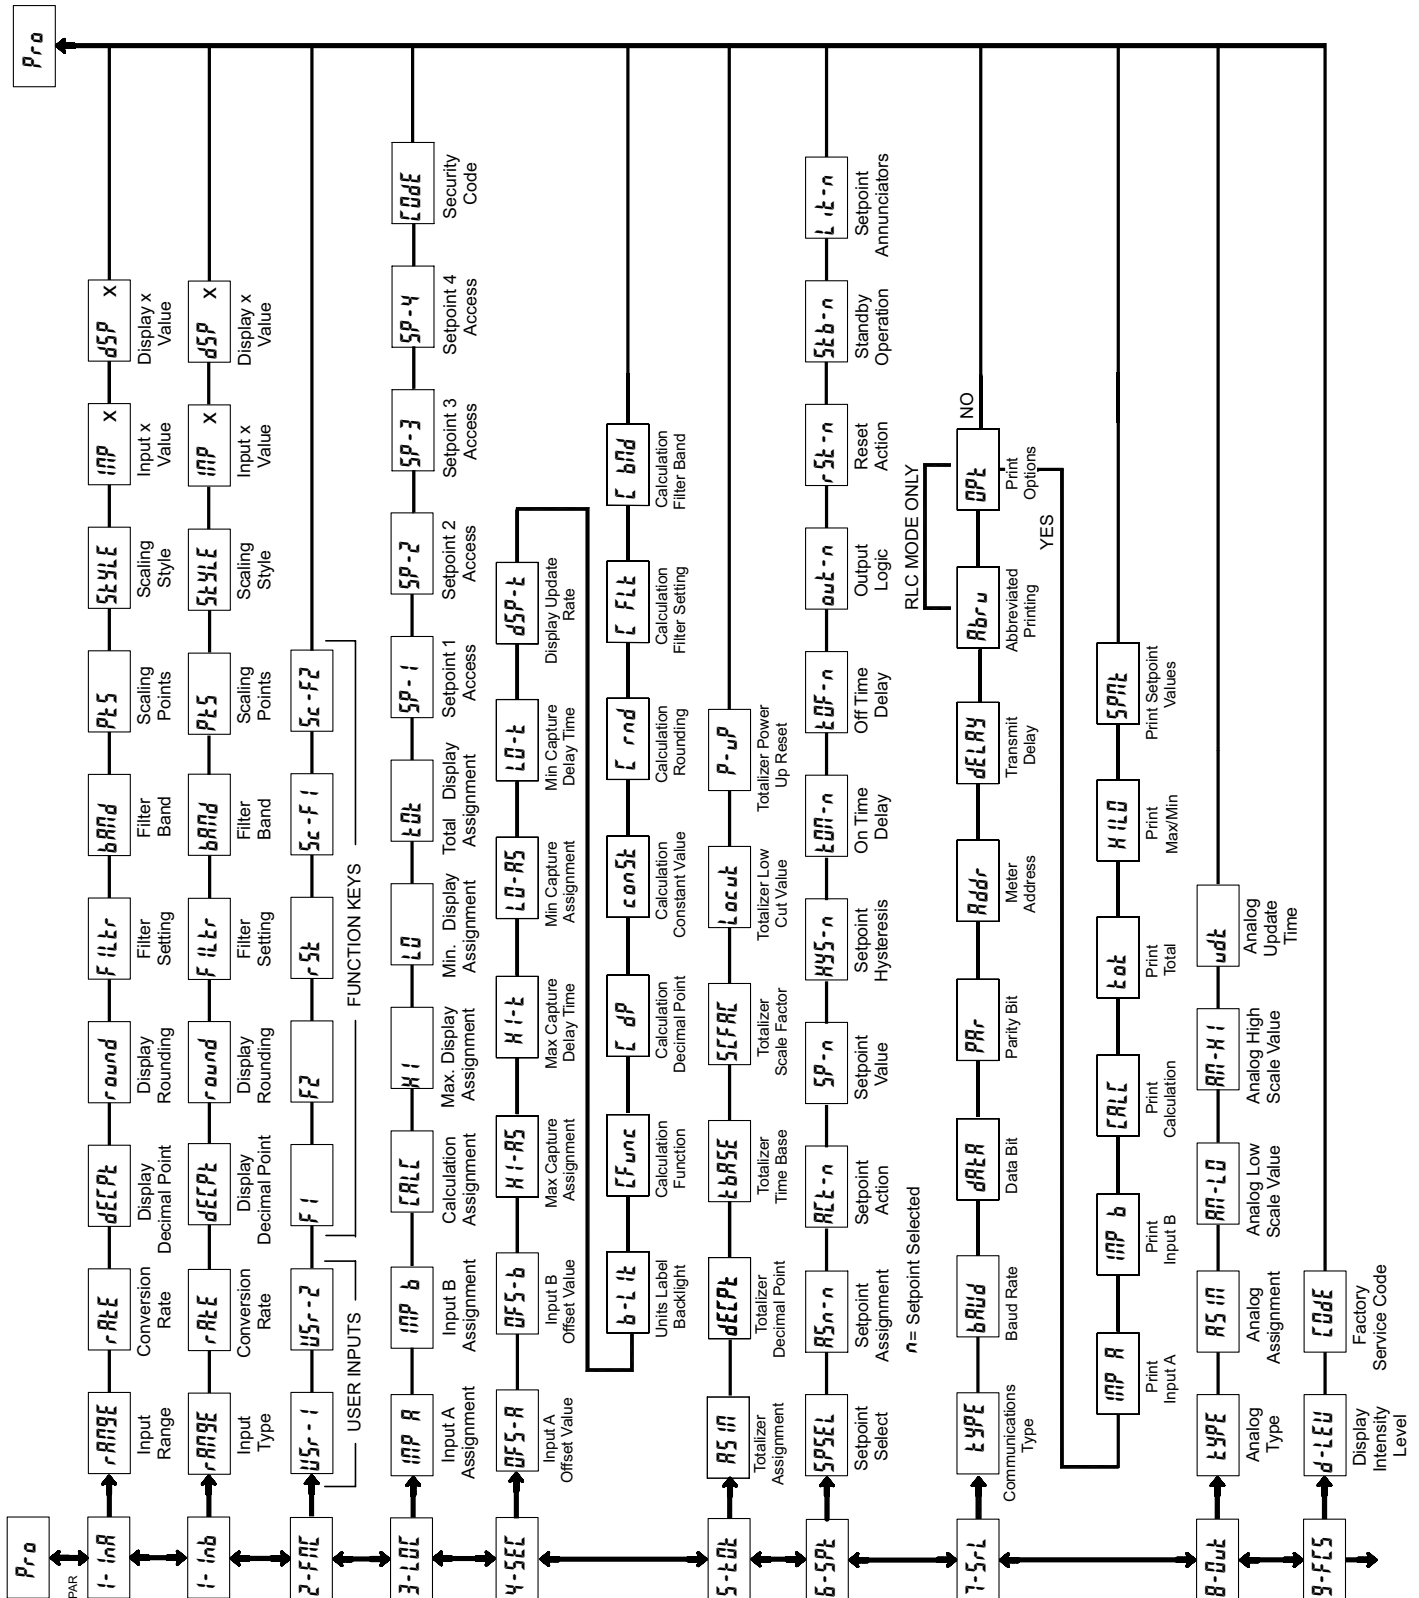 Pro
Pro
PAR
1-InA
rANGE
Input
Range
rAtE
Conversion
Rate
dECPt
Display
Decimal Point
round
Display
Rounding
FILtr
Filter
Setting
bANd
Filter
Band
PtS
Scaling
Points
StYLE
Scaling
Style
INP x
Input x
Value
dSP x
Display x
Value
1-Inb
rANGE
Input
Type
rAtE
Conversion
Rate
dECPt
Display
Decimal Point
round
Display
Rounding
FILtr
Filter
Setting
bANd
Filter
Band
PtS
Scaling
Points
StYLE
Scaling
Style
INP x
Input x
Value
dSP x
Display x
Value
2-FNC
USr-1
USr-2
F1
F2
rSt
Sc-F1
Sc-F2
USER INPUTS
FUNCTION KEYS
3-LOC
INP A
Input A
Assignment
INP b
Input B
Assignment
CALC
Calculation
Assignment
HI
Max. Display
Assignment
LO
Min. Display
Assignment
tOt
Total Display
Assignment
SP-1
Setpoint 1
Access
SP-2
Setpoint 2
Access
SP-3
Setpoint 3
Access
SP-4
Setpoint 4
Access
COdE
Security
Code
4-SEC
OFS-A
Input A
Offset Value
OFS-b
Input B
Offset Value
HI-AS
Max Capture
Assignment
HI-t
Max Capture
Delay Time
LO-AS
Min Capture
Assignment
LO-t
Min Capture
Delay Time
dSP-t
Display Update
Rate
b-LIt
Units Label
Backlight
CFunc
Calculation
Function
C dP
Calculation
Decimal Point
conSt
Calculation
Constant Value
C rnd
Calculation
Rounding
C FLt
Calculation
Filter Setting
C bNd
Calculation
Filter Band
5-tOt
ASIN
Totalizer
Assignment
dECPt
Totalizer
Decimal Point
tbASE
Totalizer
Time Base
SCFAC
Totalizer
Scale Factor
Locut
Totalizer Low
Cut Value
P-uP
Totalizer Power
Up Reset
6-SPt
SPSEL
Setpoint
Select
ASn-n
Setpoint
Assignment
ACt-n
Setpoint
Action
SP-n
Setpoint
Value
HYS-n
Setpoint
Hysteresis
tON-n
On Time
Delay
tOF-n
Off Time
Delay
out-n
Output
Logic
rSt-n
Reset
Action
Stb-n
Standby
Operation
Lit-n
Setpoint
Annunciators
n= Setpoint Selected
7-SrL
tYPE
Communications
Type
bAUd
Baud Rate
dAtA
Data Bit
PAr
Parity Bit
Addr
Meter
Address
dELAY
Transmit
Delay
Abrv
Abbreviated
Printing
OPt
Print
Options
RLC MODE ONLY
NO
YES
INP A
Print
Input A
INP b
Print
Input B
CALC
Print
Calculation
tot
Print
Total
HILO
Print
Max/Min
SPNt
Print Setpoint
Values
8-Out
tYPE
Analog
Type
ASIN
Analog
Assignment
AN-LO
Analog Low
Scale Value
AN-HI
Analog High
Scale Value
udt
Analog
Update
Time
9-FCS
d-LEV
Display
Intensity
Level
COdE
Factory
Service Code